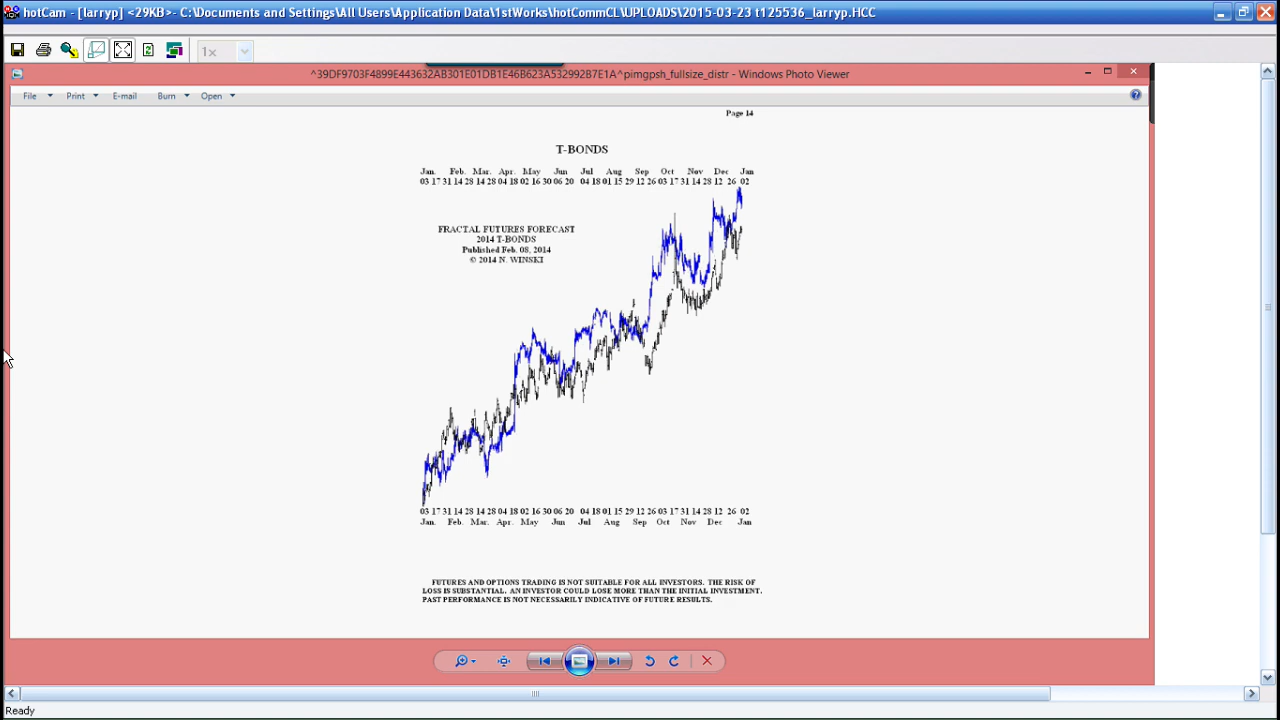 hotCam - [larryp] <29KB>- C:\Documents and Settings\All Users\Application Data\1stWorks\hotCommCL\UPLOADS\2015-03-23 t125536_larryp.HCC
1x
^39DF9703F4899E443632AB301E01DB1E46B623A532992B7E1A^pimgpsh_fullsize_distr - Windows Photo Viewer
File Print E-mail Burn Open
Page 14
T-BONDS
Jan. Feb. Mar. Apr. May Jun Jul Aug Sep Oct Nov Dec Jan
03 17 31 14 28 14 28 04 18 02 16 30 06 20 04 18 01 15 29 12 26 03 17 31 14 28 12 26 02
FRACTAL FUTURES FORECAST
2014 T-BONDS
Published Feb. 08, 2014
© 2014 N. WINSKI
03 17 31 14 28 14 28 04 18 02 16 30 06 20 04 18 01 15 29 12 26 03 17 31 14 28 12 26 02
Jan. Feb. Mar. Apr. May Jun Jul Aug Sep Oct Nov Dec Jan
FUTURES AND OPTIONS TRADING IS NOT SUITABLE FOR ALL INVESTORS. THE RISK OF
LOSS IS SUBSTANTIAL. AN INVESTOR COULD LOSE MORE THAN THE INITIAL INVESTMENT.
PAST PERFORMANCE IS NOT NECESSARILY INDICATIVE OF FUTURE RESULTS.
Ready